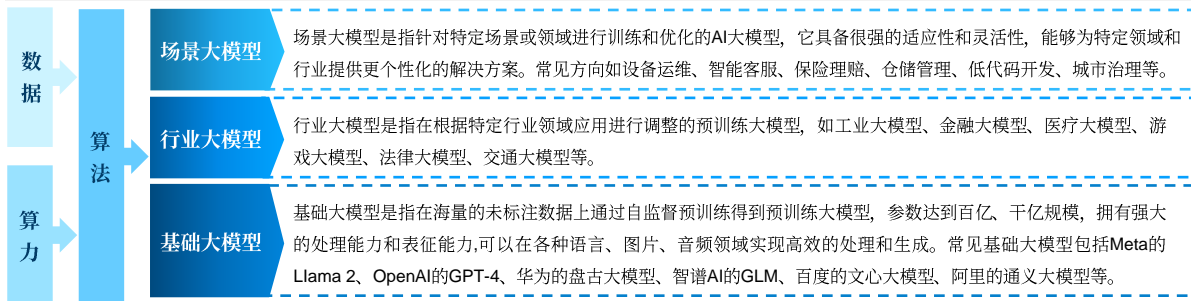 数据
算力
算法
场景大模型
场景大模型是指针对特定场景或领域进行训练和优化的AI大模型，它具备很强的适应性和灵活性，能够为特定领域和
行业提供更个性化的解决方案。常见方向如设备运维、智能客服、保险理赔、仓储管理、低代码开发、城市治理等。
行业大模型
行业大模型是指在根据特定行业领域应用进行调整的预训练大模型，如工业大模型、金融大模型、医疗大模型、游
戏大模型、法律大模型、交通大模型等。
基础大模型
基础大模型是指在海量的未标注数据上通过自监督预训练得到预训练大模型，参数达到百亿、干亿规模，拥有强大
的处理能力和表征能力,可以在各种语言、图片、音频领域实现高效的处理和生成。常见基础大模型包括Meta的
Llama 2、OpenAI的GPT-4、华为的盘古大模型、智谱AI的GLM、百度的文心大模型、阿里的通义大模型等。